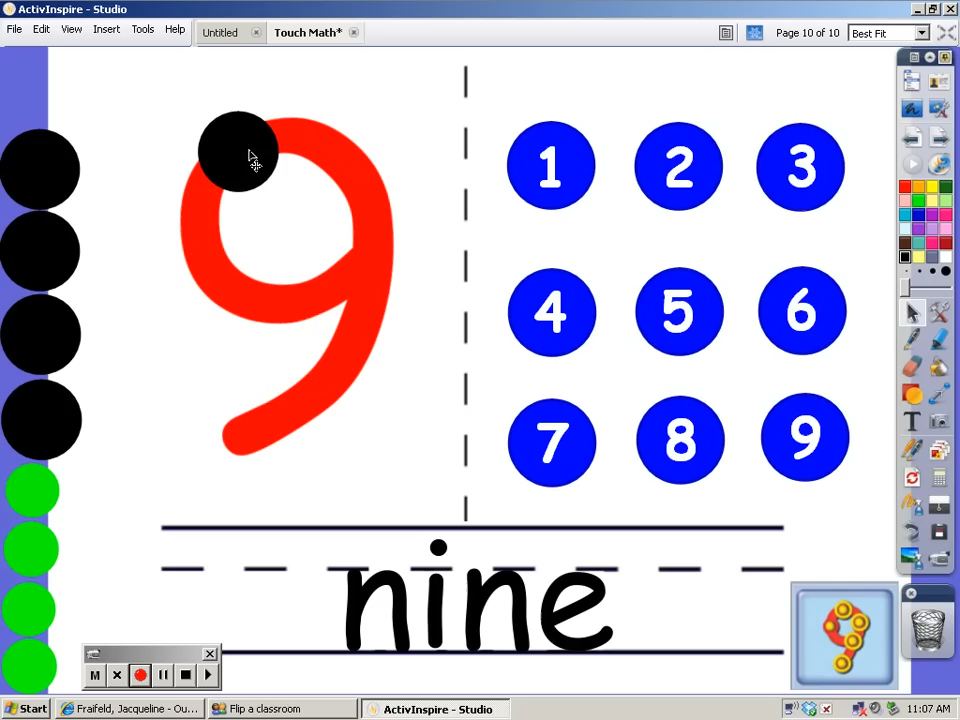 ActivInspire - Studio
File Edit View Insert Tools Help
Untitled
Touch Math*
Page 10 of 10
Best Fit
9
1 2 3
4 5 6
7 8 9
nine
9
M
T
Start
Fraifeld, Jacqueline - Ou...
Flip a classroom
ActivInspire - Studio
11:07 AM